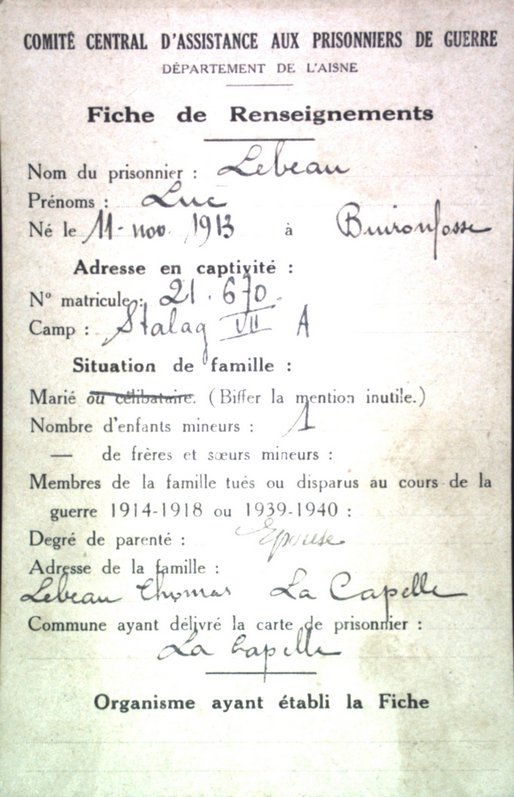 COMITÉ CENTRAL D'ASSISTANCE AUX PRISONNIERS DE GUERRE
DÉPARTEMENT DE L'AISNE
Fiche de Renseignements
Nom du prisonnier : Lebeau
Prénoms : Luc
Né le 11 - nov. 1913 à Buironfosse
Adresse en captivité :
N° matricule : 21.670.
Camp : Stalag VII A
Situation de famille :
Marié ou célibataire. (Biffer la mention inutile.)
Nombre d'enfants mineurs : 1
— de frères et sœurs mineurs :
Membres de la famille tués ou disparus au cours de la
guerre 1914-1918 ou 1939-1940 :
Degré de parenté : Epouse
Adresse de la famille :
Lebeau Thomas La Capelle
Commune ayant délivré la carte de prisonnier :
La Capelle
Organisme ayant établi la Fiche